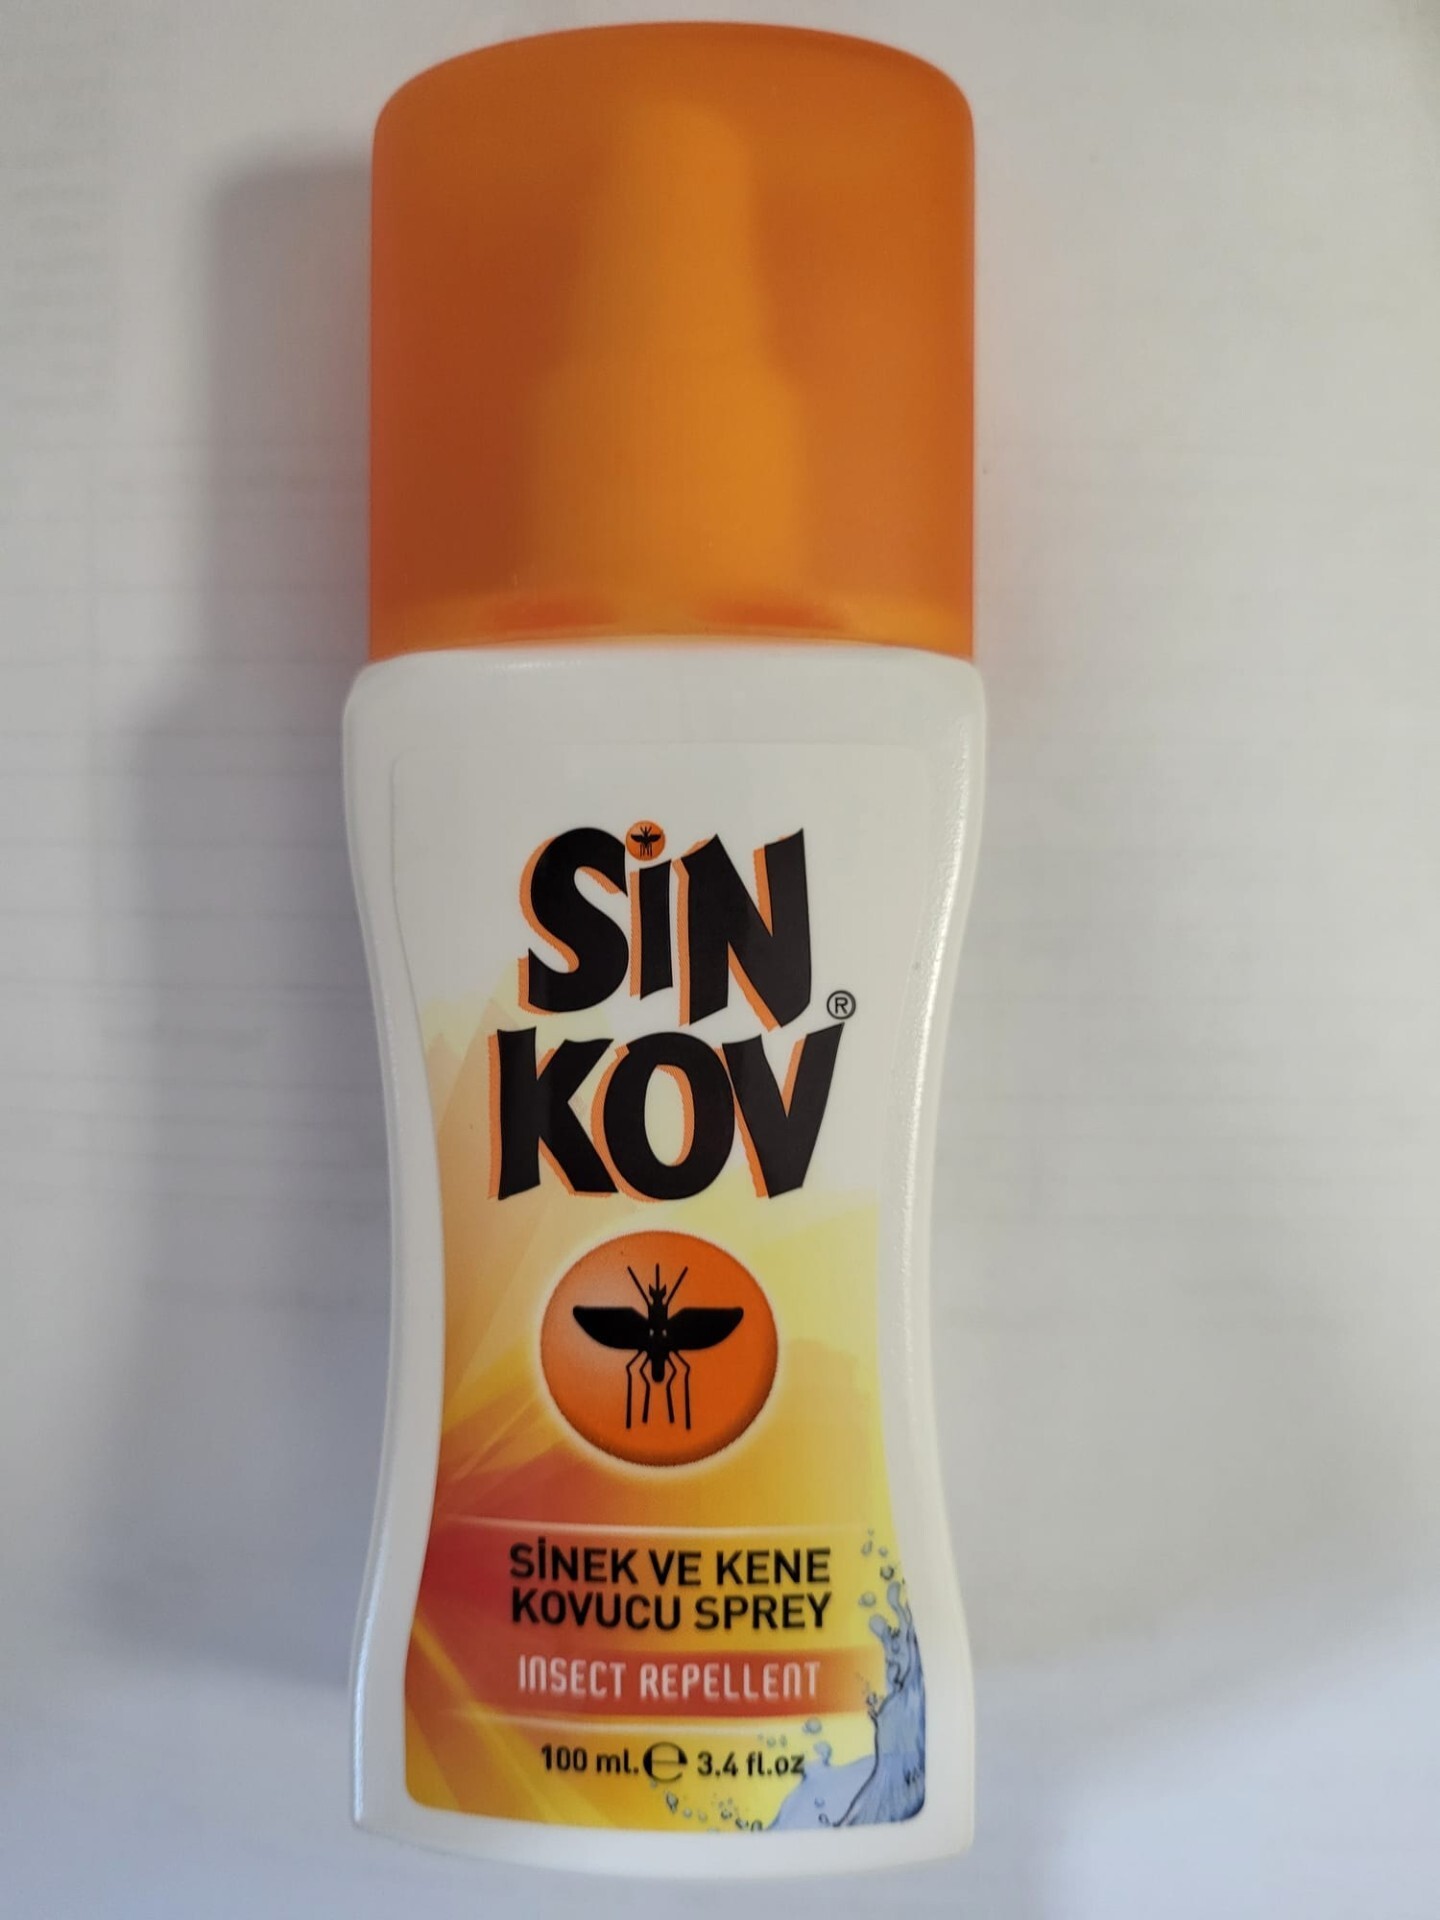 SİN
KOV®
SİNEK VE KENE
KOVUCU SPREY
INSECT REPELLENT
100 ml. ℮ 3.4 fl.oz